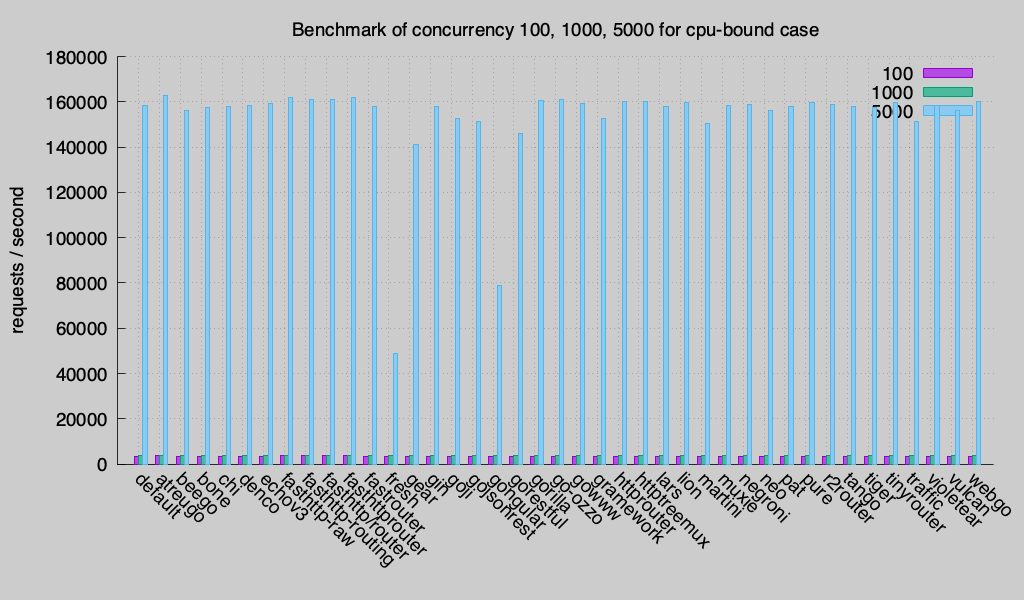 Benchmark of concurrency 100, 1000, 5000 for cpu-bound case
180000
160000
140000
120000
100000
80000
60000
40000
20000
0
requests / second
100
1000
5000
default
atreugo
beego
bone
chi
denco
echov3
fasthttp-raw
fasthttp-routing
fasthttp/router
fasthttprouter
fastrouter
fresh
gear
gin
goji
gojsonrest
gongular
gorestful
gorilla
go-ozzo
gowww
gramework
httprouter
httptreemux
lars
lion
martini
muxie
negroni
neo
pat
pure
r2router
tango
tiger
tinyrouter
traffic
violetear
vulcan
webgo